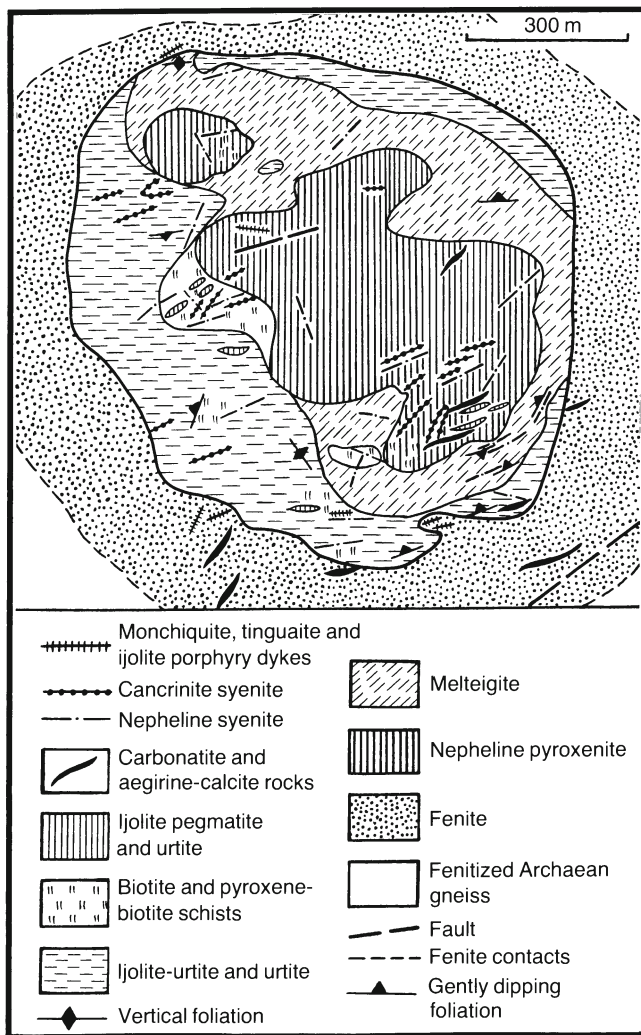 300 m
Monchiquite, tinguaite and
ijolite porphyry dykes
Cancrinite syenite
Nepheline syenite
Carbonatite and
aegirine-calcite rocks
Ijolite pegmatite
and urtite
Biotite and pyroxene-
biotite schists
Ijolite-urtite and urtite
Vertical foliation
Melteigite
Nepheline pyroxenite
Fenite
Fenitized Archaean
gneiss
Fault
Fenite contacts
Gently dipping
foliation